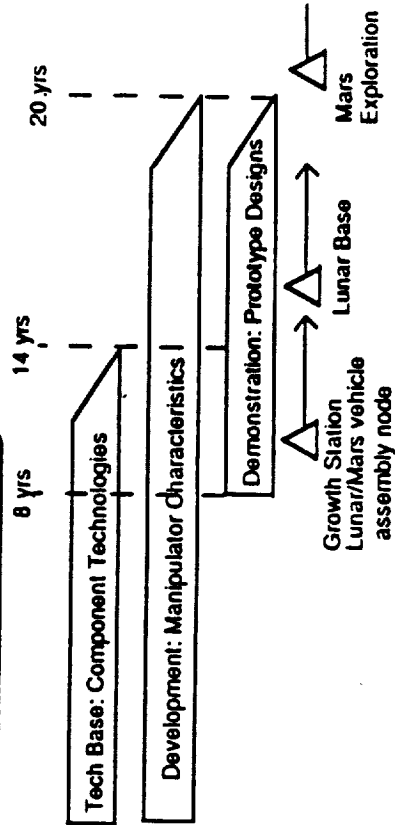 8 yrs
14 yrs
20 yrs
Tech Base: Component Technologies
Development: Manipulator Characteristics
Demonstration: Prototype Designs
Growth Station
Lunar/Mars vehicle
assembly node
Lunar Base
Mars
Exploration